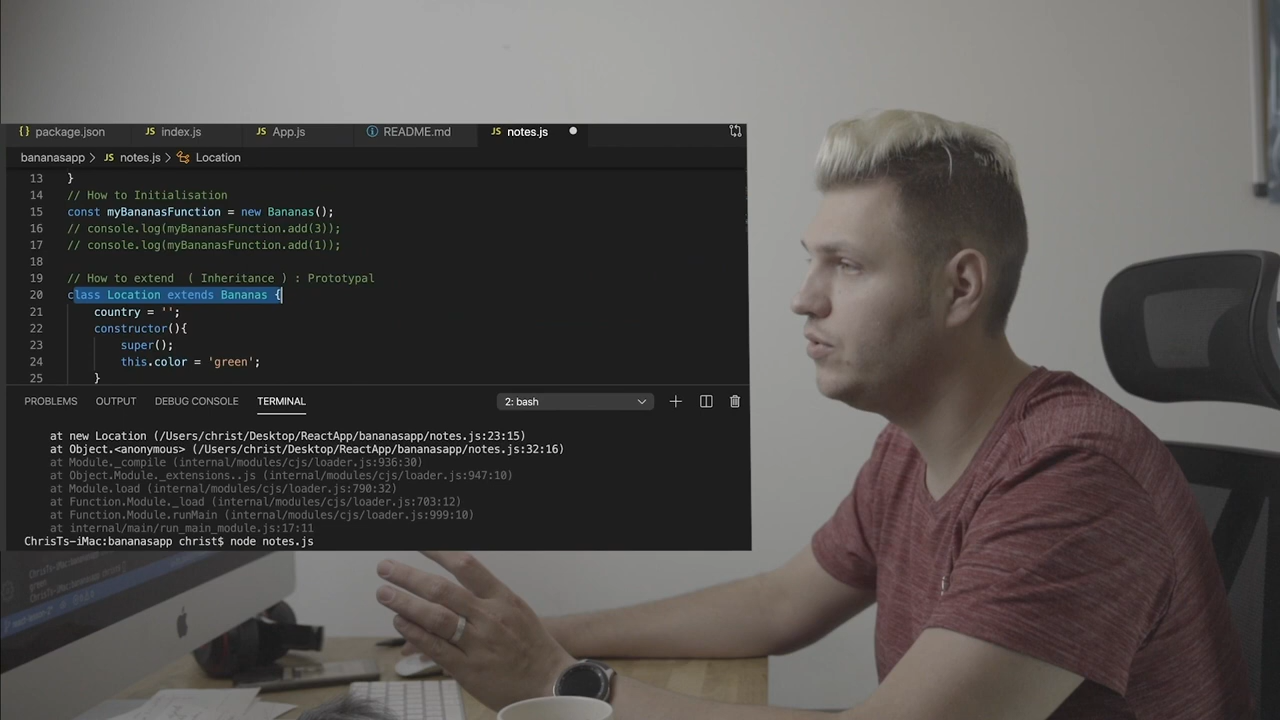 package.json index.js App.js README.md notes.js
bananasapp > JS notes.js > Location
13 }
14 // How to Initialisation
15 const myBananasFunction = new Bananas();
16 // console.log(myBananasFunction.add(3));
17 // console.log(myBananasFunction.add(1));
18
19 // How to extend ( Inheritance ) : Prototypal
20 class Location extends Bananas {
21 country = '';
22 constructor(){
23 super();
24 this.color = 'green';
25 }
PROBLEMS OUTPUT DEBUG CONSOLE TERMINAL 2: bash
at new Location (/Users/christ/Desktop/ReactApp/bananasapp/notes.js:23:15)
at Object.<anonymous> (/Users/christ/Desktop/ReactApp/bananasapp/notes.js:32:16)
at Module._compile (internal/modules/cjs/loader.js:936:30)
at Object.Module._extensions..js (internal/modules/cjs/loader.js:947:10)
at Module.load (internal/modules/cjs/loader.js:790:32)
at Function.Module._load (internal/modules/cjs/loader.js:703:12)
at Function.Module.runMain (internal/modules/cjs/loader.js:999:10)
at internal/main/run_main_module.js:17:11
ChrisTs-iMac:bananasapp christ$ node notes.js